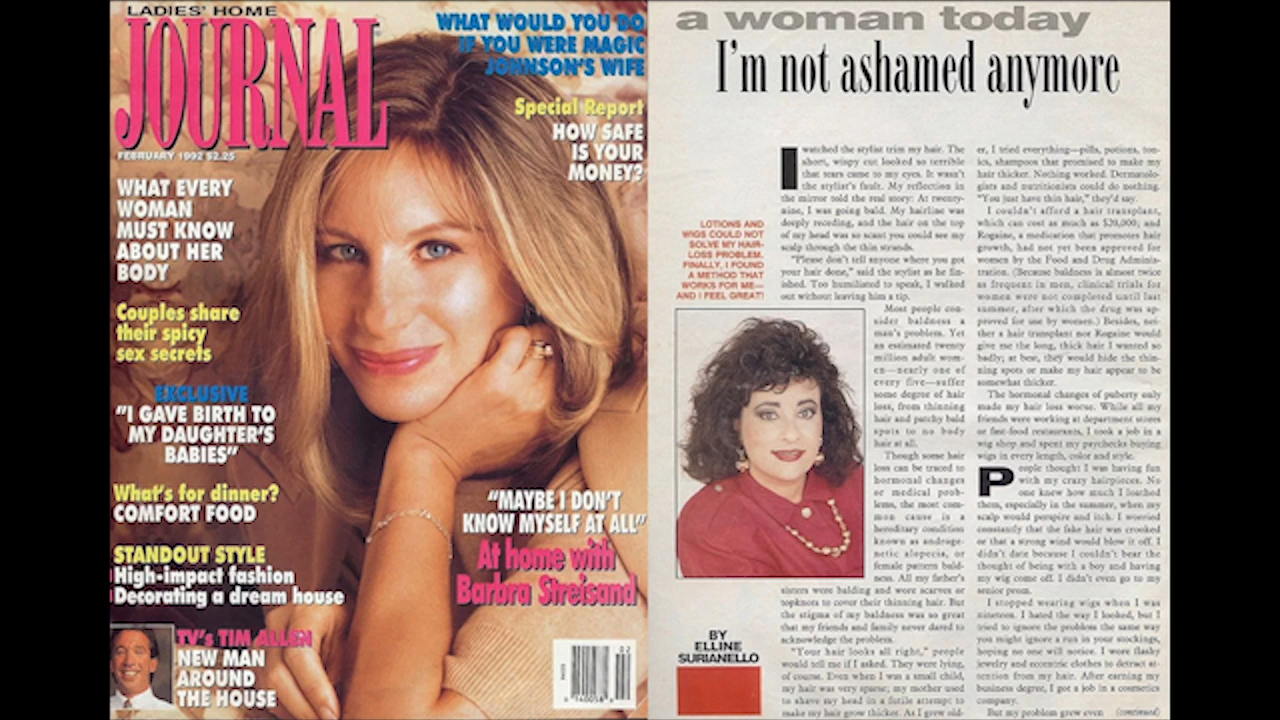 LADIES' HOME
JOURNAL
FEBRUARY 1992 $2.25
WHAT WOULD YOU DO
IF YOU WERE MAGIC
JOHNSON'S WIFE
Special Report
HOW SAFE
IS YOUR
MONEY?
WHAT EVERY
WOMAN
MUST KNOW
ABOUT HER
BODY
Couples share
their spicy
sex secrets
EXCLUSIVE
"I GAVE BIRTH TO
MY DAUGHTER'S
BABIES"
What's for dinner?
COMFORT FOOD
STANDOUT STYLE
High-impact fashion
Decorating a dream house
TV's TIM ALLEN
NEW MAN
AROUND
THE HOUSE
"MAYBE I DON'T
KNOW MYSELF AT ALL"
At home with
Barbra Streisand
02
a woman today
I'm not ashamed anymore
LOTIONS AND
WIGS COULD NOT
SOLVE MY HAIR-
LOSS PROBLEM.
FINALLY, I FOUND
A METHOD THAT
WORKS FOR ME—
AND I FEEL GREAT!
BY
ELLINE
SURIANELLO
I watched the stylist trim my hair. The
short, wispy cut looked so terrible
that tears came to my eyes. It wasn't
the stylist's fault. My reflection in
the mirror told the real story: At twenty-
nine, I was going bald. My hairline was
deeply receding, and the hair on the top
of my head was so scant you could see my
scalp through the thin strands.
"Please don't tell anyone where you got
your hair done," said the stylist as he fin-
ished. Too humiliated to speak, I walked
out without leaving him a tip.
Most people con-
sider baldness a
man's problem. Yet
an estimated twenty
million adult wom-
en—nearly one of
every five—suffer
some degree of hair
loss, from thinning
hair and patchy bald
spots to no body
hair at all.
Though some hair
loss can be traced to
hormonal changes
or medical prob-
lems, the most com-
mon cause is a
hereditary condition
known as androge-
netic alopecia, or
female pattern bald-
ness. All my father's
sisters were balding and wore scarves or
topknots to cover their thinning hair. But
the stigma of my baldness was so great
that my friends and family never dared to
acknowledge the problem.
"Your hair looks all right," people
would tell me if I asked. They were lying,
of course. Even when I was a small child,
my hair was very sparse; my mother used
to shave my head in a futile attempt to
make my hair grow thicker. As I grew old-
er, I tried everything—pills, potions, ton-
ics, shampoos that promised to make my
hair thicker. Nothing worked. Dermatolo-
gists and nutritionists could do nothing.
"You just have thin hair," they'd say.
I couldn't afford a hair transplant,
which can cost as much as $20,000; and
Rogaine, a medication that promotes hair
growth, had not yet been approved for
women by the Food and Drug Adminis-
tration. (Because baldness is almost twice
as frequent in men, clinical trials for
women were not completed until last
summer, after which the drug was ap-
proved for use by women.) Besides, nei-
ther a hair transplant nor Rogaine would
give me the long, thick hair I wanted so
badly; at best, they would hide the thin-
ning spots or make my hair appear to be
somewhat thicker.
The hormonal changes of puberty only
made my hair loss worse. While all my
friends were working at department stores
or fast-food restaurants, I took a job in a
wig shop and spent my paychecks buying
wigs in every length, color and style.
People thought I was having fun
with my crazy hairpieces. No
one knew how much I loathed
them, especially in the summer, when my
scalp would perspire and itch. I worried
constantly that the fake hair was crooked
or that a strong wind would blow it off. I
didn't date because I couldn't bear the
thought of being with a boy and having
my wig come off. I didn't even go to my
senior prom.
I stopped wearing wigs when I was
nineteen. I hated the way I looked, but I
tried to ignore the problem the same way
you might ignore a run in your stockings,
hoping no one will notice. I wore flashy
jewelry and eccentric clothes to detract at-
tention from my hair. After earning my
business degree, I got a job in a cosmetics
company.
But my problem grew even (continued)